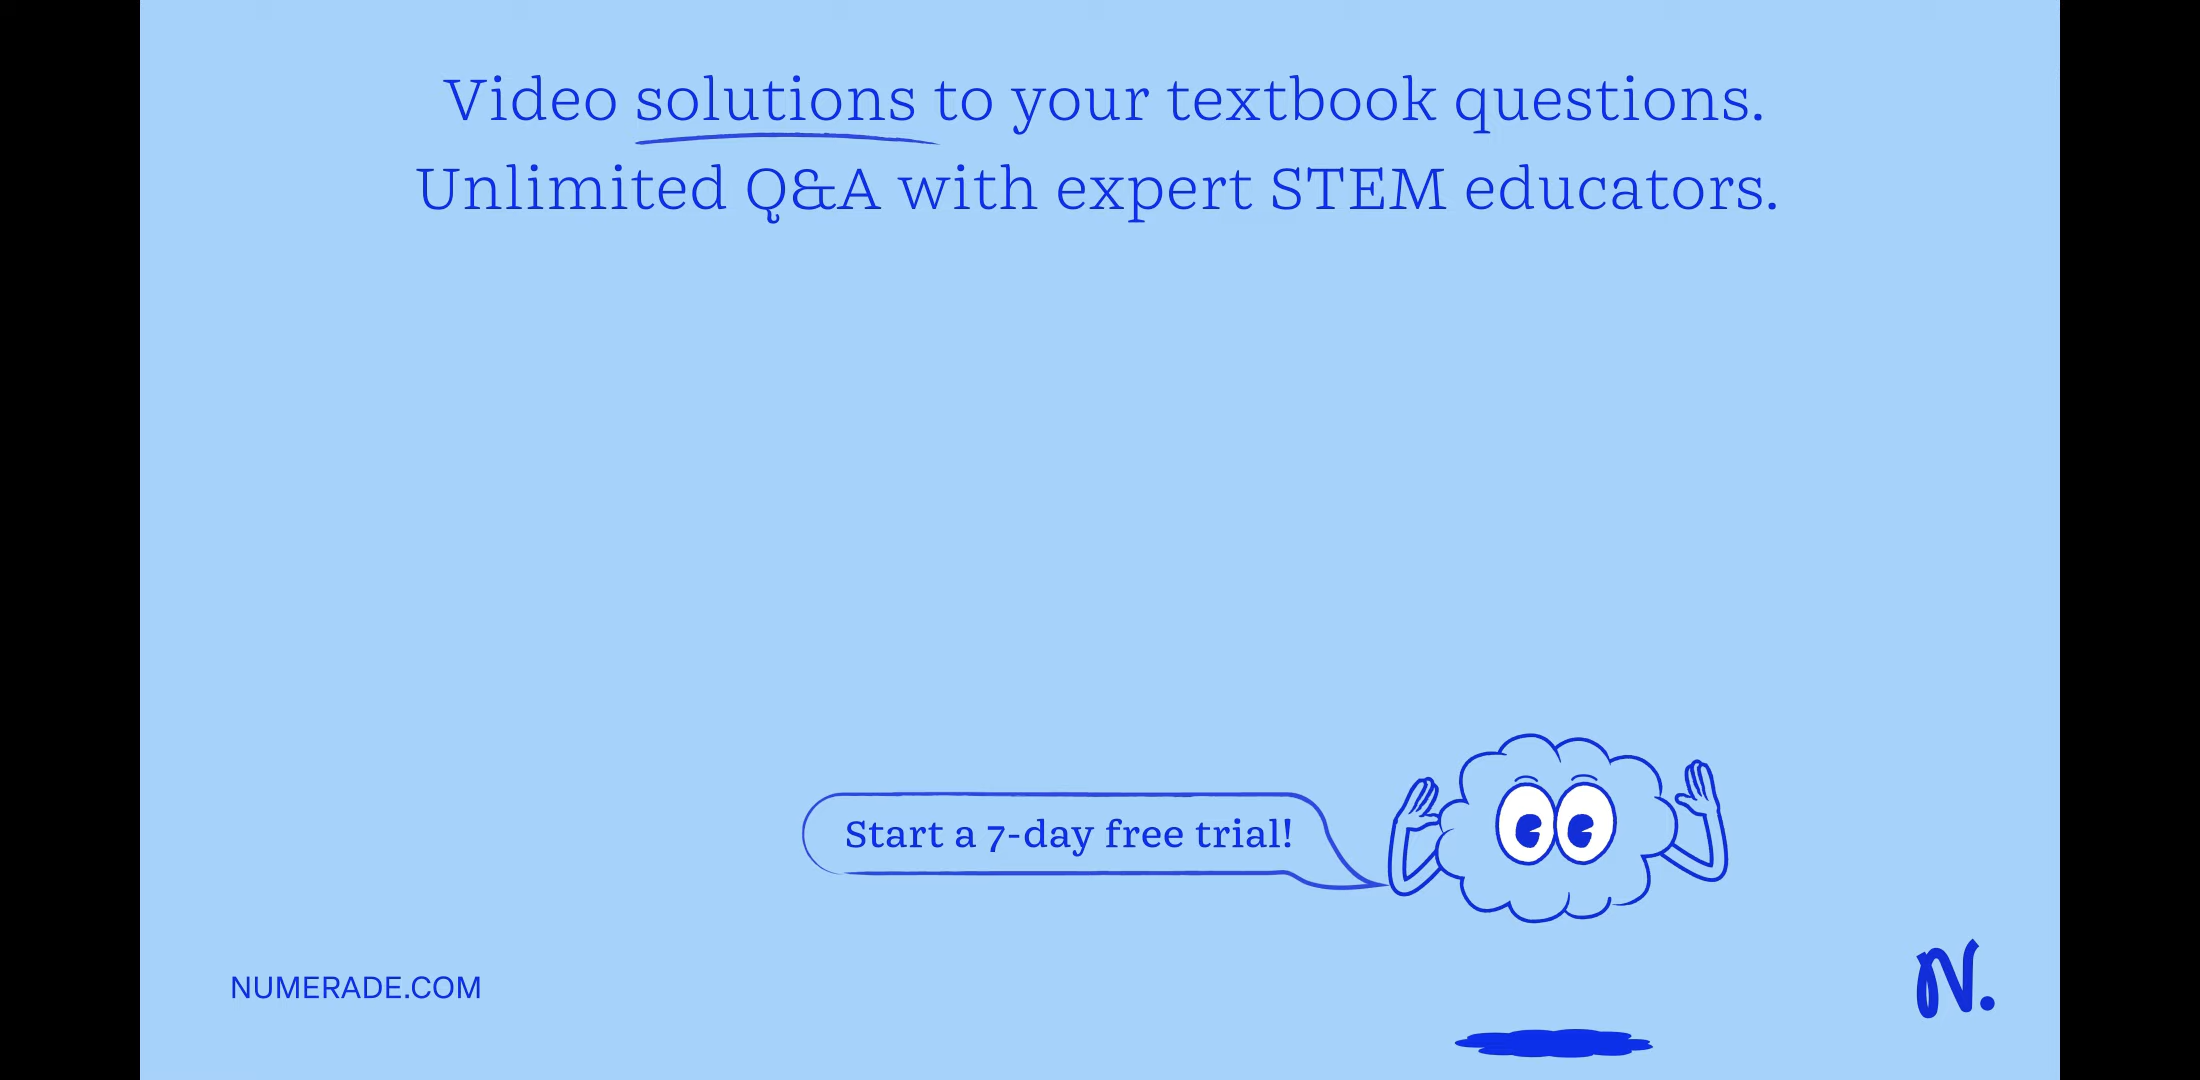 Video solutions to your textbook questions.
Unlimited Q&A with expert STEM educators.
Start a 7-day free trial!
NUMERADE.COM
N.